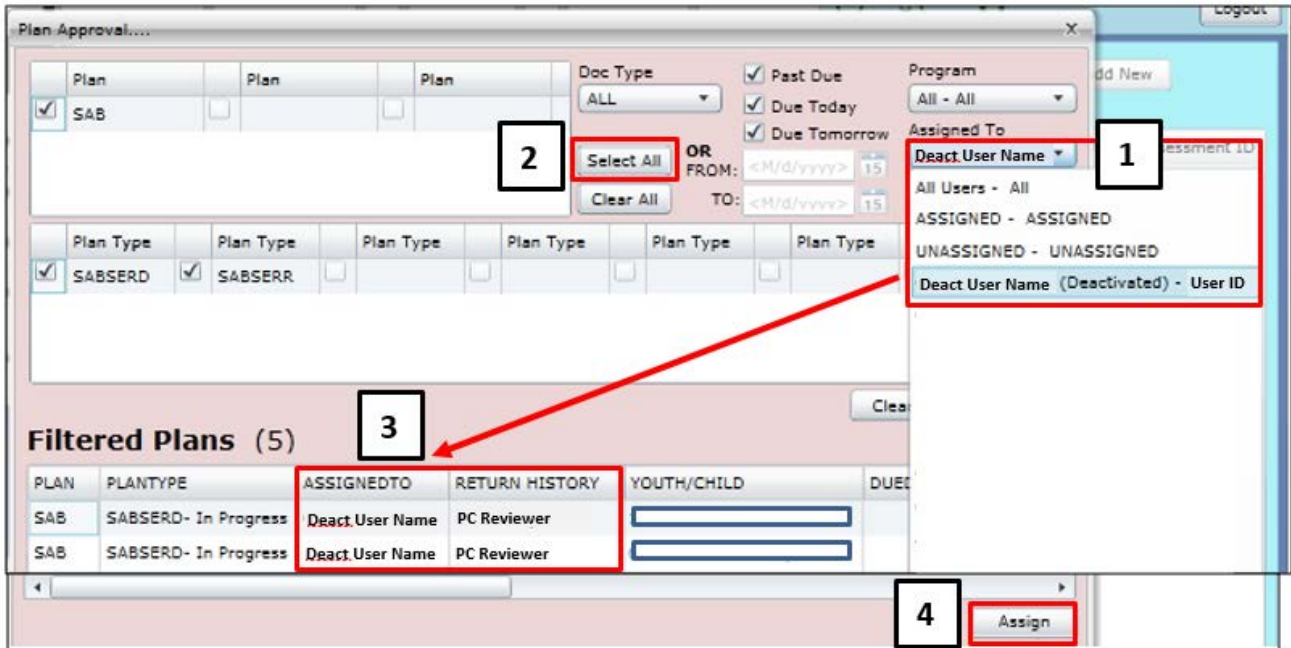 Logout
Plan Approval....
x
Plan Plan Plan
SAB
Doc Type
ALL
Past Due
Due Today
Due Tomorrow
Program
All - All
Assigned To
Deact User Name
1
dd New
essment ID
2
Select All
Clear All
OR
FROM: <M/d/yyyy> 15
TO: <M/d/yyyy> 15
All Users - All
ASSIGNED - ASSIGNED
UNASSIGNED - UNASSIGNED
Deact User Name (Deactivated) - User ID
Plan Type Plan Type Plan Type Plan Type Plan Type Plan Type
SABSERD SABSERR
Clea
3
Filtered Plans (5)
PLAN PLANTYPE ASSIGNEDTO RETURN HISTORY YOUTH/CHILD DUED
SAB SABSERD- In Progress Deact User Name PC Reviewer
SAB SABSERD- In Progress Deact User Name PC Reviewer
4
Assign